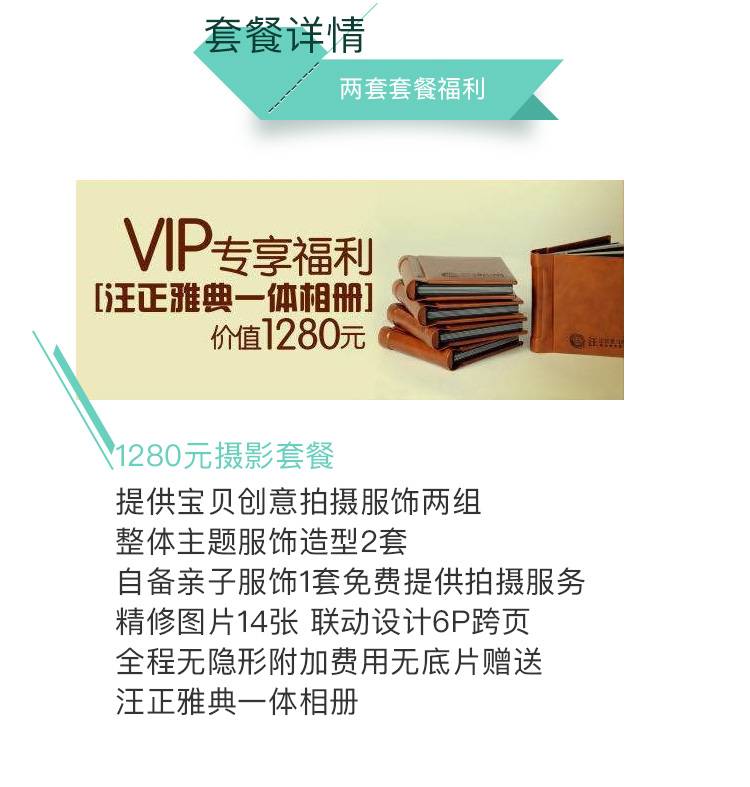 套餐详情
两套套餐福利
VIP专享福利
[汪正雅典一体相册]
价值1280元
汪
1280元摄影套餐
提供宝贝创意拍摄服饰两组
整体主题服饰造型2套
自备亲子服饰1套免费提供拍摄服务
精修图片14张 联动设计6P跨页
全程无隐形附加费用无底片赠送
汪正雅典一体相册